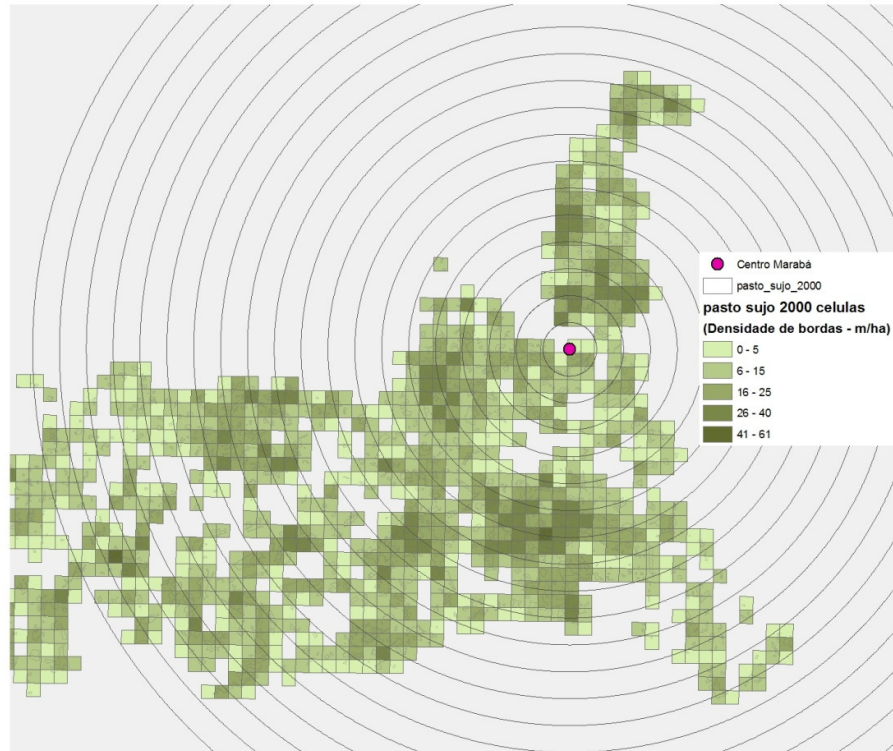 Centro Marabá
pasto_sujo_2000
pasto sujo 2000 celulas
(Densidade de bordas - m/ha)
0 - 5
6 - 15
16 - 25
26 - 40
41 - 61